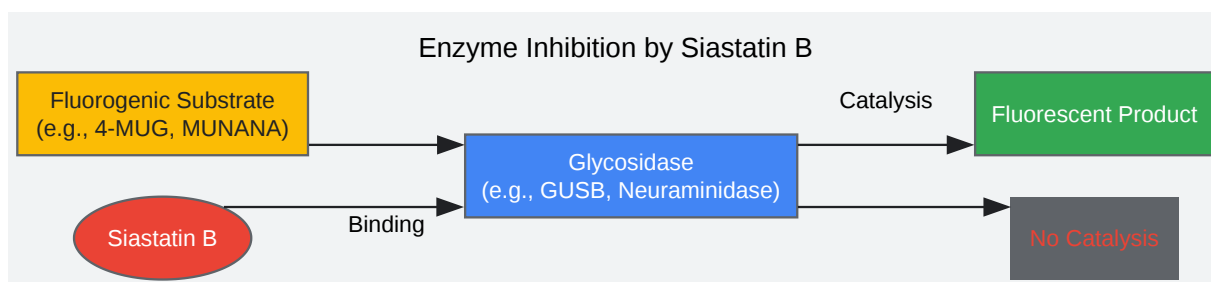 Enzyme Inhibition by Siastatin B
Fluorogenic Substrate
(e.g., 4-MUG, MUNANA)
Catalysis
Fluorescent Product
Glycosidase
(e.g., GUSB, Neuraminidase)
Siastatin B
Binding
No Catalysis